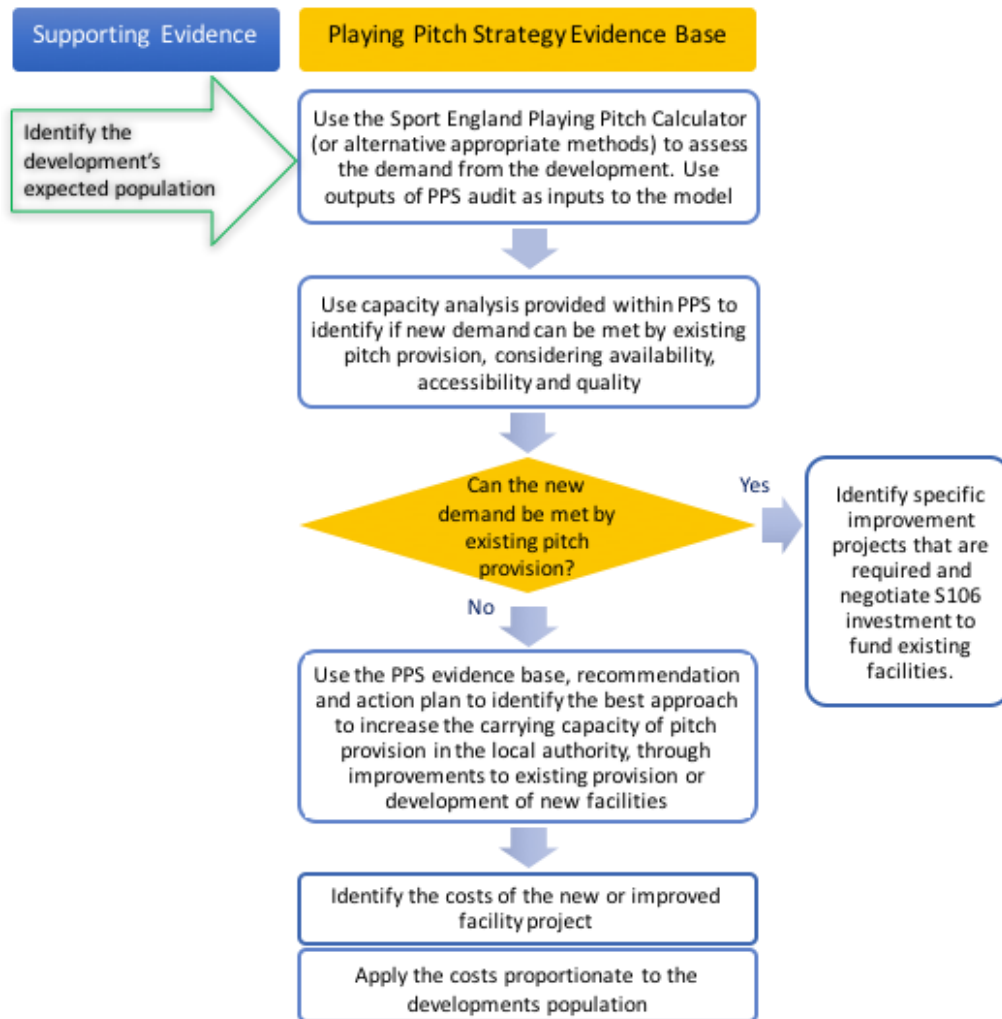 Supporting Evidence
Playing Pitch Strategy Evidence Base
Identify the
development's
expected population
Use the Sport England Playing Pitch Calculator
(or alternative appropriate methods) to assess
the demand from the development. Use
outputs of PPS audit as inputs to the model
Use capacity analysis provided within PPS to
identify if new demand can be met by existing
pitch provision, considering availability,
accessibility and quality
Can the new
demand be met by
existing pitch
provision?
Yes
Identify specific
improvement
projects that are
required and
negotiate S106
investment to
fund existing
facilities.
No
Use the PPS evidence base, recommendation
and action plan to identify the best approach
to increase the carrying capacity of pitch
provision in the local authority, through
improvements to existing provision or
development of new facilities
Identify the costs of the new or improved
facility project
Apply the costs proportionate to the
developments population